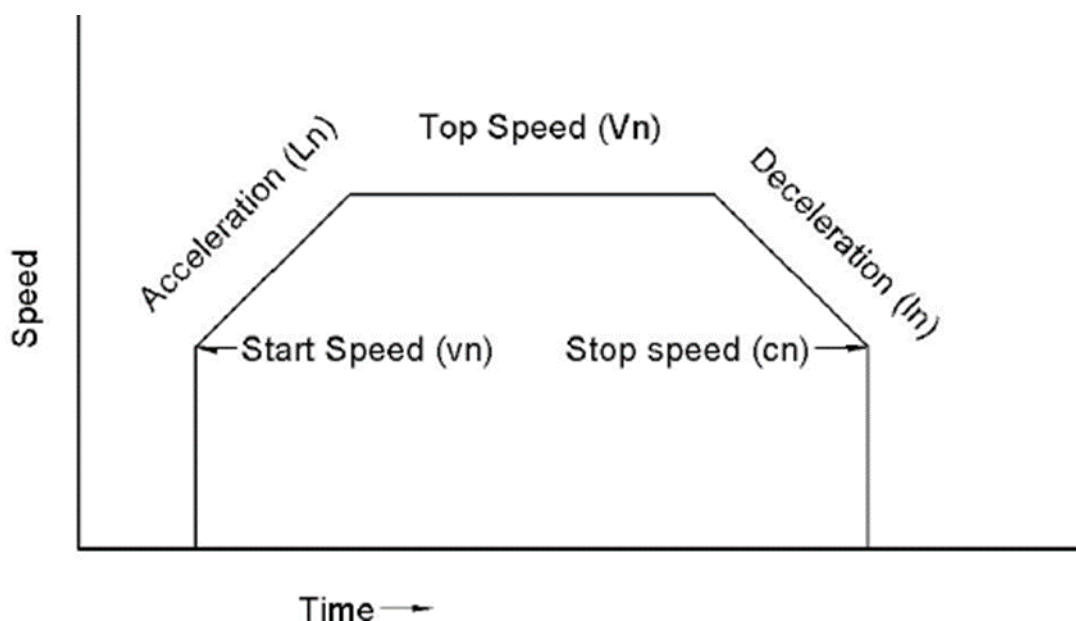 Top Speed (Vn)
Acceleration (Ln)
Deceleration (ln)
Speed
Start Speed (vn)
Stop speed (cn)
Time